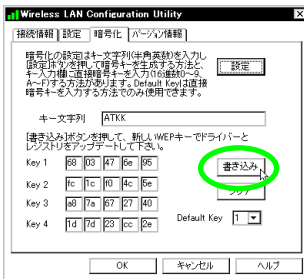 Wireless LAN Configuration Utility
接続情報 設定 暗号化 バージョン情報
暗号化の設定はキー文字列(半角英数)を入力し
[設定]ボタンを押して暗号キーを生成する方法と、
キー入力欄に直接暗号キーを入力(16進数0~9、
A~F)する方法があります。Default Keyは直接
暗号キーを入力する方法でのみ使用できます。
設定
キー文字列 ATKK
[書き込み]ボタンを押して、新しいWEPキーでドライバーと
レジストリをアップデートして下さい。
Key 1 68 03 47 6e 95
書き込み
Key 2 fc 1c f0 4c 5e
クリア
Key 3 a8 7a 67 27 40
Key 4 1d 7d 23 cc 2e
Default Key 1
OK キャンセル ヘルプ